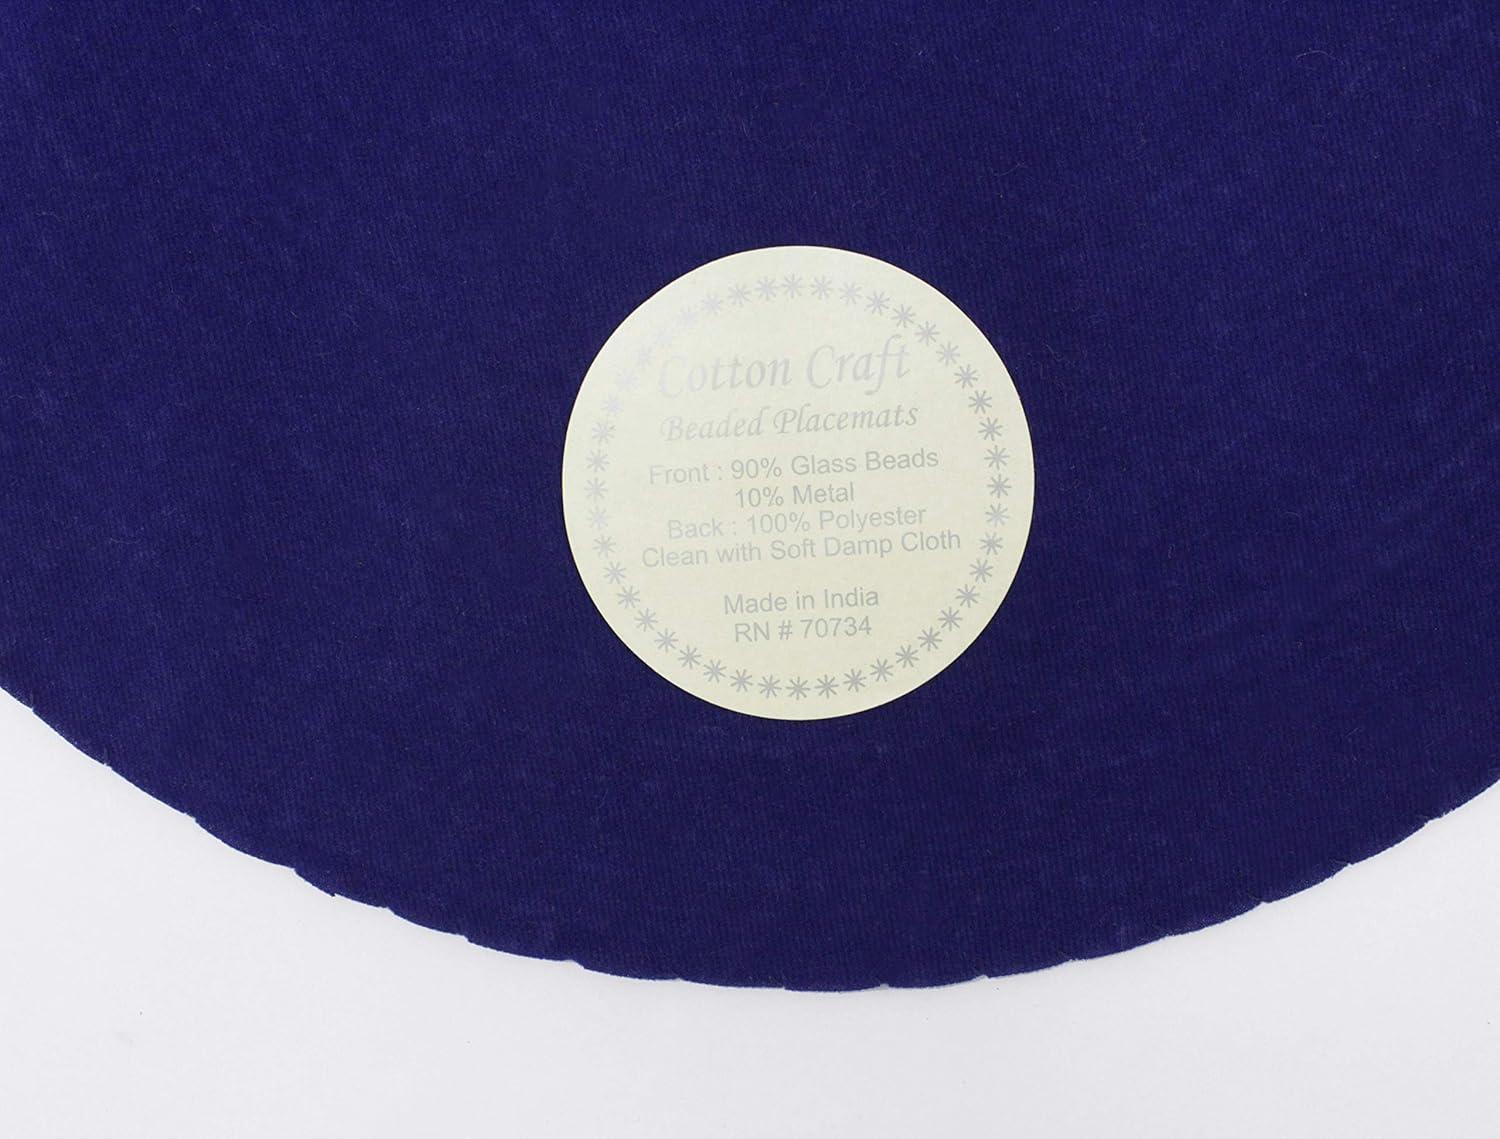 Cotton Craft
Beaded Placemats
Front : 90% Glass Beads
10% Metal
Back : 100% Polyester
Clean with Soft Damp Cloth
Made in India
RN # 70734